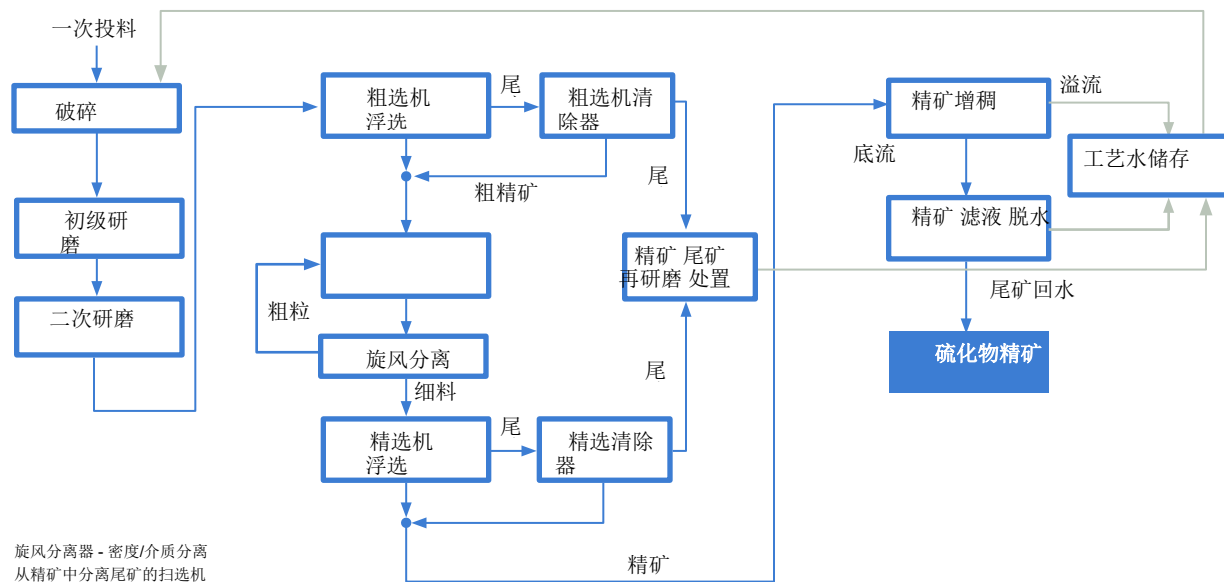 一次投料
破碎
初级研
磨
二次研磨
粗选机
浮选
尾
粗选机清
除器
尾
粗精矿
粗粒
旋风分离
细料
精选机
浮选
尾
精选清除
器
尾
精矿 尾矿
再研磨 处置
精矿
精矿增稠
溢流
底流
工艺水储存
精矿 滤液 脱水
尾矿回水
硫化物精矿
旋风分离器 - 密度/介质分离
从精矿中分离尾矿的扫选机